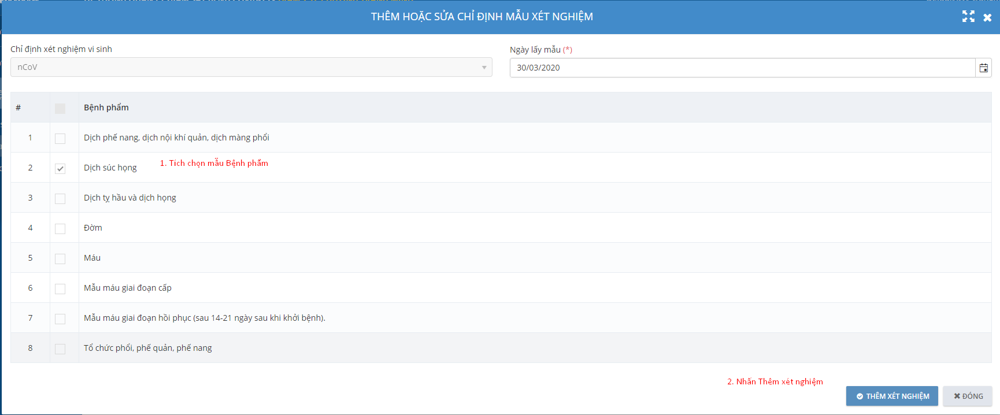 THÊM HOẶC SỬA CHỈ ĐỊNH MẪU XÉT NGHIỆM
Chỉ định xét nghiệm vi sinh
Ngày lấy mẫu (*)
nCoV
30/03/2020
# Bệnh phẩm
1 Dịch phế nang, dịch nội khí quản, dịch màng phổi
2 Dịch súc họng 1. Tích chọn mẫu Bệnh phẩm
3 Dịch tỵ hầu và dịch họng
4 Đờm
5 Máu
6 Mẫu máu giai đoạn cấp
7 Mẫu máu giai đoạn hồi phục (sau 14-21 ngày sau khi khởi bệnh).
8 Tổ chức phổi, phế quản, phế nang
2. Nhấn Thêm xét nghiệm
THÊM XÉT NGHIỆM
ĐÓNG